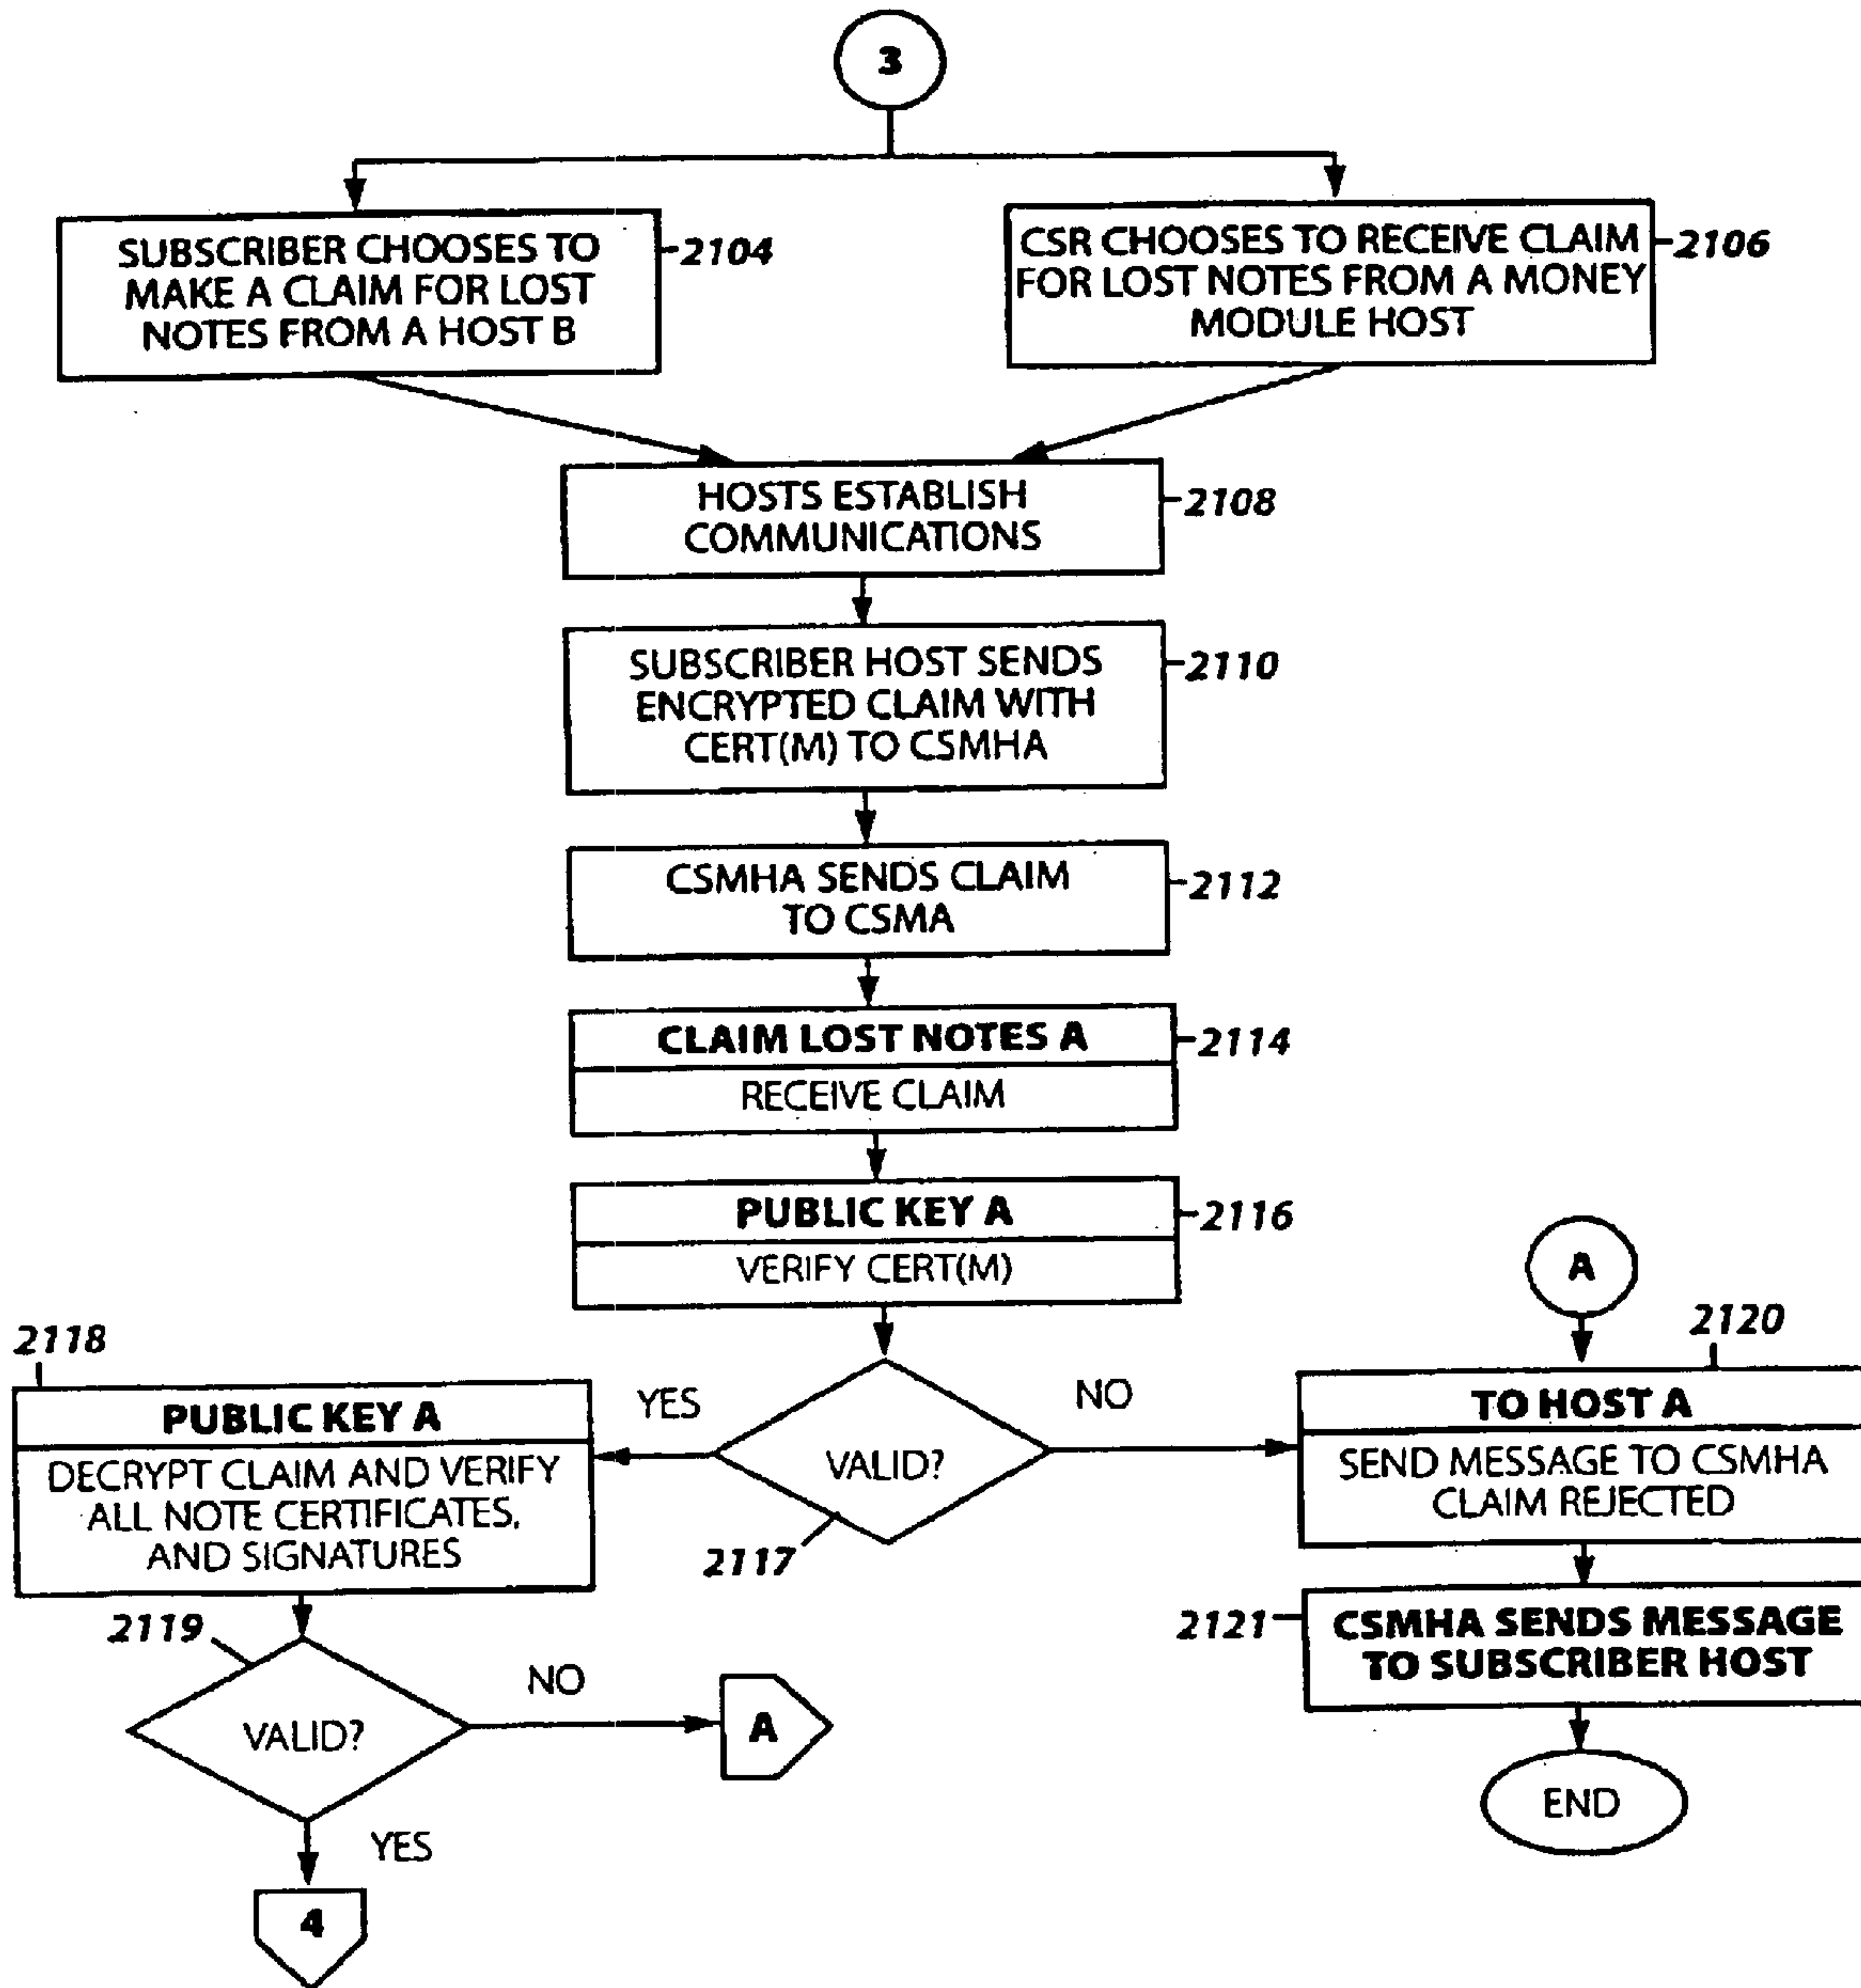 3
SUBSCRIBER CHOOSES TO
MAKE A CLAIM FOR LOST
NOTES FROM A HOST B
2104
CSR CHOOSES TO RECEIVE CLAIM
FOR LOST NOTES FROM A MONEY
MODULE HOST
2106
HOSTS ESTABLISH
COMMUNICATIONS
2108
SUBSCRIBER HOST SENDS
ENCRYPTED CLAIM WITH
CERT(M) TO CSMHA
2110
CSMHA SENDS CLAIM
TO CSMA
2112
CLAIM LOST NOTES A
2114
RECEIVE CLAIM
PUBLIC KEY A
2116
VERIFY CERT(M)
A
2118
2120
PUBLIC KEY A
DECRYPT CLAIM AND VERIFY
ALL NOTE CERTIFICATES,
AND SIGNATURES
YES
VALID?
NO
2117
TO HOST A
SEND MESSAGE TO CSMHA
CLAIM REJECTED
2121
CSMHA SENDS MESSAGE
TO SUBSCRIBER HOST
2119
VALID?
NO
A
END
YES
4